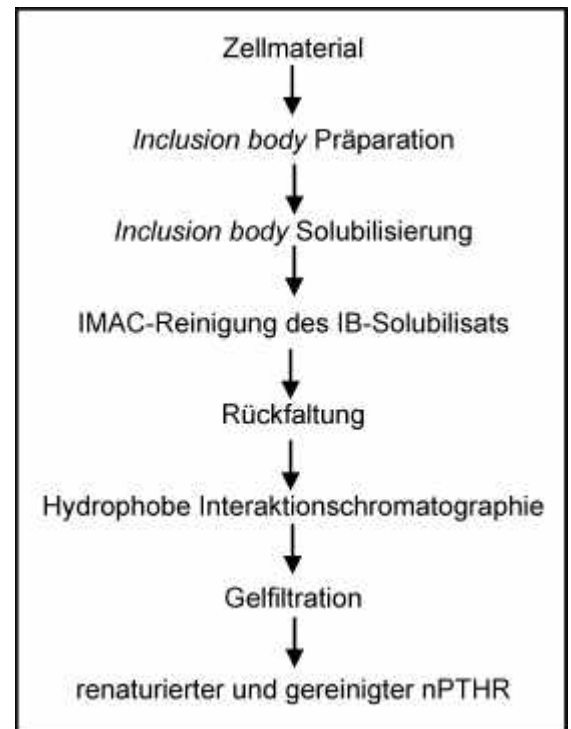 Zellmaterial
Inclusion body Präparation
Inclusion body Solubilisierung
IMAC-Reinigung des IB-Solubilisats
Rückfaltung
Hydrophobe Interaktionschromatographie
Gelfiltration
renaturierter und gereinigter nPTHR